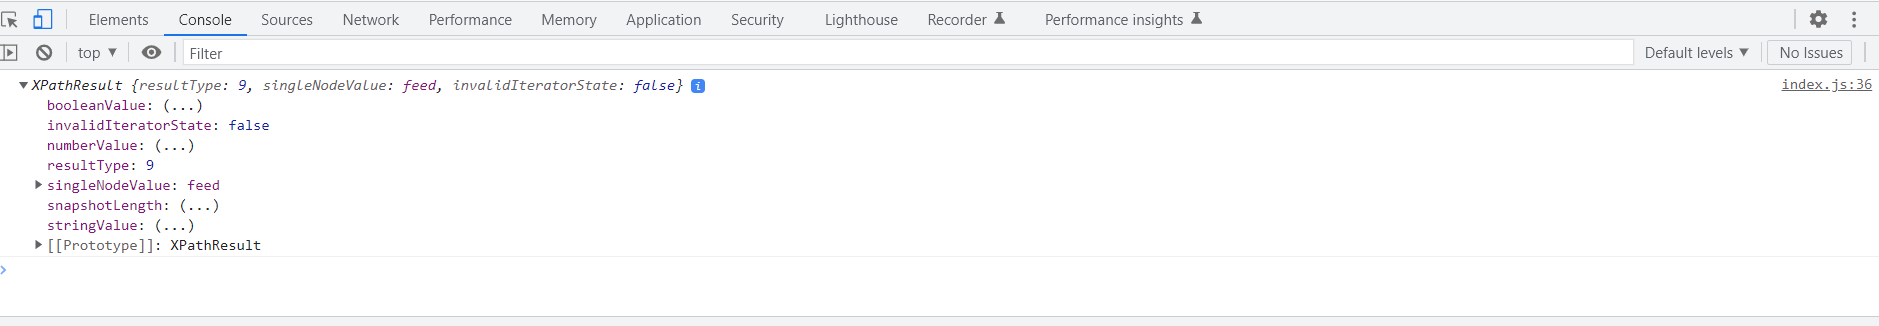 Elements Console Sources Network Performance Memory Application Security Lighthouse Recorder Performance insights
top Filter Default levels No Issues
XPathResult {resultType: 9, singleNodeValue: feed, invalidIteratorState: false} i index.js:36
booleanValue: (...)
invalidIteratorState: false
numberValue: (...)
resultType: 9
singleNodeValue: feed
snapshotLength: (...)
stringValue: (...)
[[Prototype]]: XPathResult